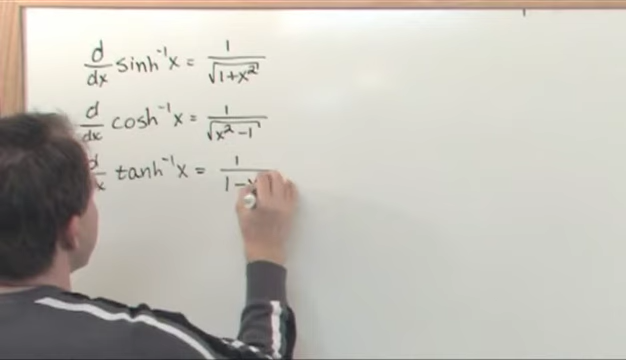 d/dx sinh⁻¹x = 1/√(1+x²)
d/dx cosh⁻¹x = 1/√(x²-1)
d/dx tanh⁻¹x = 1/(1-